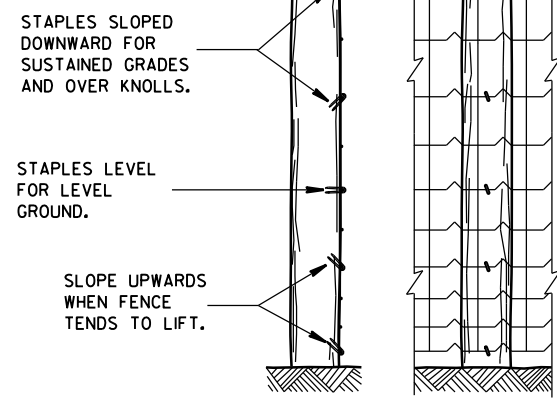 STAPLES SLOPED
DOWNWARD FOR
SUSTAINED GRADES
AND OVER KNOLLS.
STAPLES LEVEL
FOR LEVEL
GROUND.
SLOPE UPWARDS
WHEN FENCE
TENDS TO LIFT.